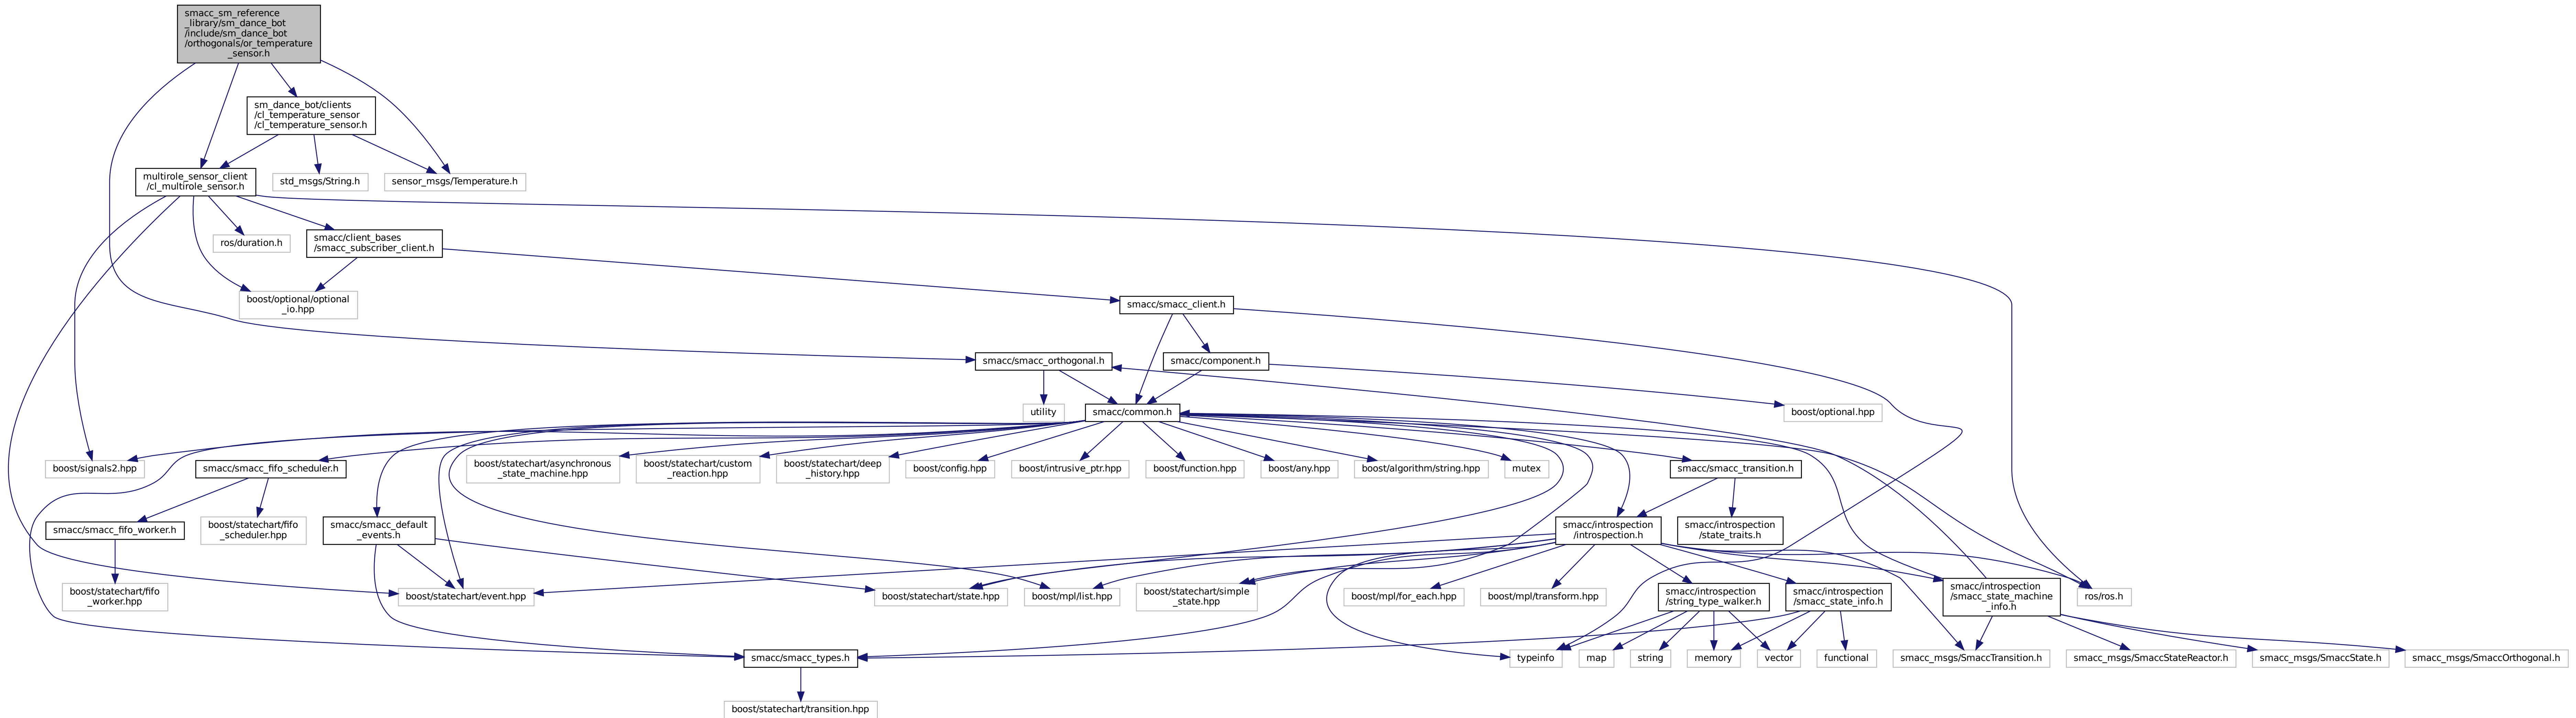 smacc_sm_reference
_library/sm_dance_bot
/include/sm_dance_bot
/orthogonals/or_temperature
_sensor.h
sm_dance_bot/clients
/cl_temperature_sensor
/cl_temperature_sensor.h
multirole_sensor_client
/cl_multirole_sensor.h
std_msgs/String.h
sensor_msgs/Temperature.h
ros/duration.h
smacc/client_bases
/smacc_subscriber_client.h
boost/optional/optional
_io.hpp
smacc/smacc_client.h
smacc/smacc_orthogonal.h
smacc/component.h
utility
smacc/common.h
boost/optional.hpp
boost/signals2.hpp
smacc/smacc_fifo_scheduler.h
boost/statechart/asynchronous
_state_machine.hpp
boost/statechart/custom
_reaction.hpp
boost/statechart/deep
_history.hpp
boost/config.hpp
boost/intrusive_ptr.hpp
boost/function.hpp
boost/any.hpp
boost/algorithm/string.hpp
mutex
smacc/smacc_transition.h
smacc/smacc_fifo_worker.h
boost/statechart/fifo
_scheduler.hpp
smacc/smacc_default
_events.h
smacc/introspection
/introspection.h
smacc/introspection
/state_traits.h
boost/statechart/fifo
_worker.hpp
boost/statechart/event.hpp
boost/statechart/state.hpp
boost/mpl/list.hpp
boost/statechart/simple
_state.hpp
boost/mpl/for_each.hpp
boost/mpl/transform.hpp
smacc/introspection
/string_type_walker.h
smacc/introspection
/smacc_state_info.h
smacc/introspection
/smacc_state_machine
_info.h
ros/ros.h
smacc/smacc_types.h
typeinfo
map
string
memory
vector
functional
smacc_msgs/SmaccTransition.h
smacc_msgs/SmaccStateReactor.h
smacc_msgs/SmaccState.h
smacc_msgs/SmaccOrthogonal.h
boost/statechart/transition.hpp